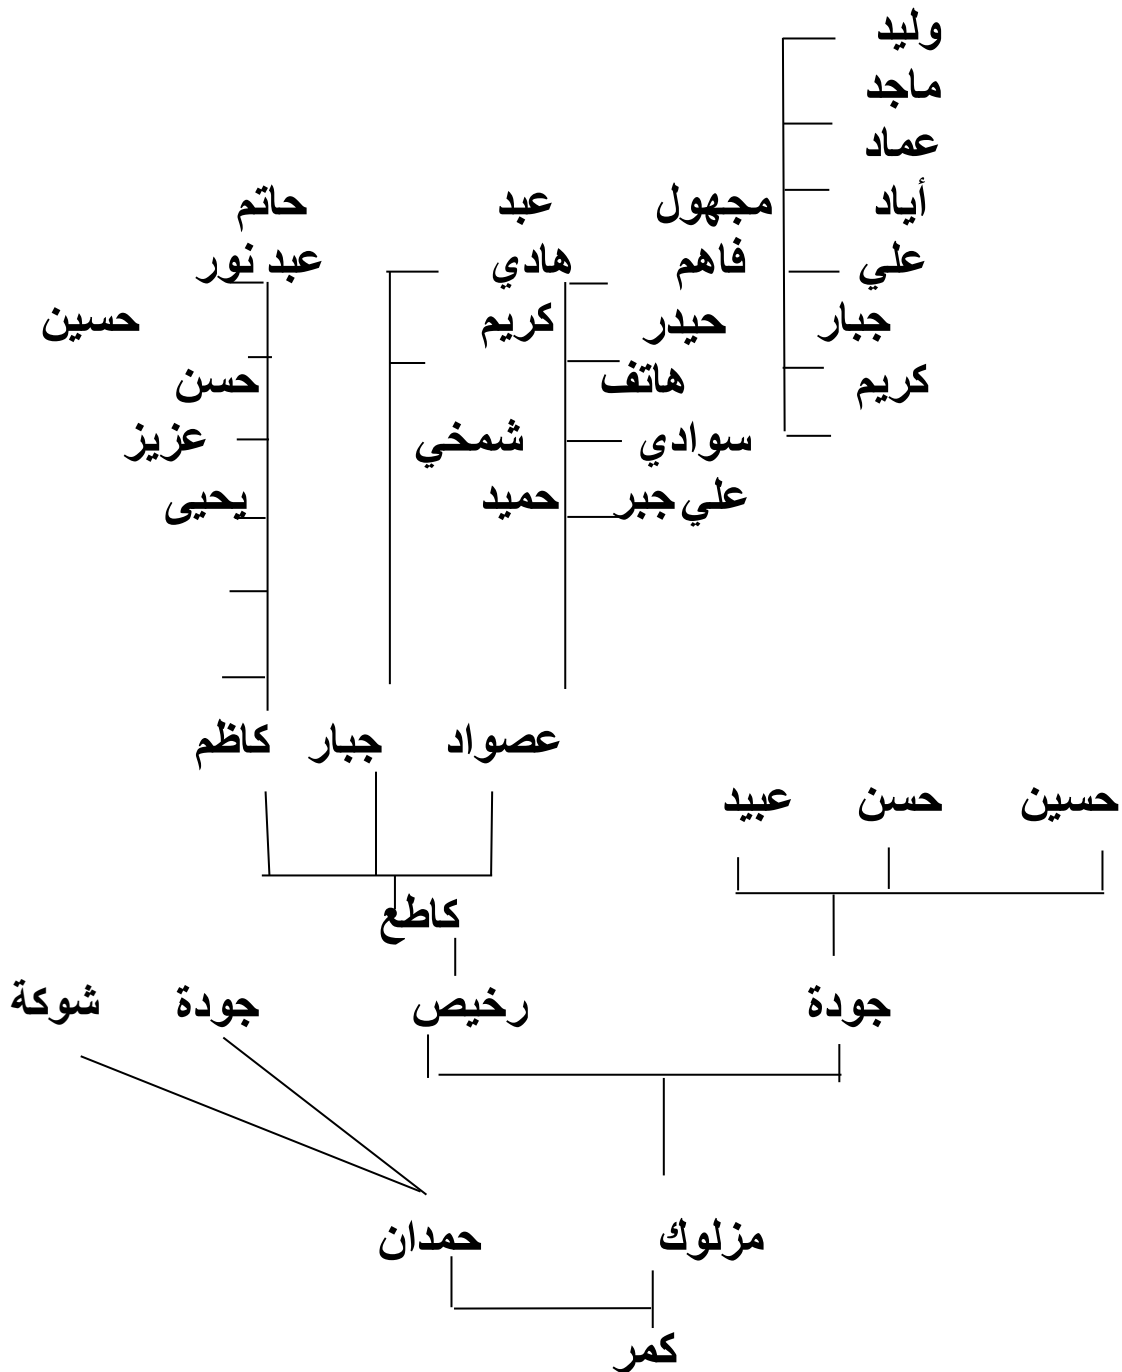 وليد
ماجد
عماد
أياد مجهول عبد حاتم
علي فاهم هادي عبد نور
جبار حيدر كريم حسين
كريم هاتف حسن
سوادي شمخي عزيز
علي جبر حميد يحيى
عصواد جبار كاظم
حسين حسن عبيد
كاطع
جودة رخيص جودة شوكة
مزلوك حمدان
كمر